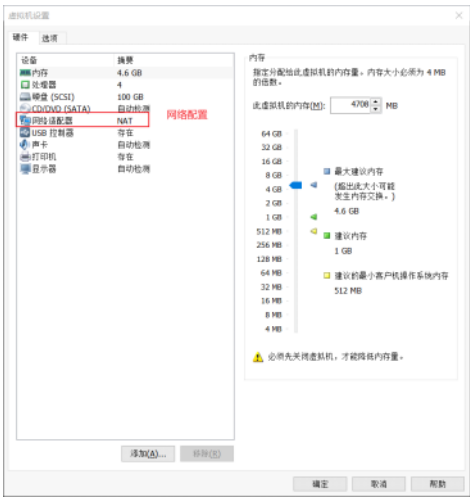 虚拟机设置
硬件 选项
设备 摘要
内存 4.6 GB
处理器 4
硬盘 (SCSI) 100 GB
CD/DVD (SATA) 自动检测
网络适配器 NAT
网络配置
USB 控制器 存在
声卡 自动检测
打印机 存在
显示器 自动检测
添加(A)... 移除(R)
内存
指定分配给此虚拟机的内存量。内存大小必须为 4 MB
的倍数。
此虚拟机的内存(M): 4708 MB
64 GB
32 GB
16 GB
8 GB
4 GB
2 GB
1 GB
512 MB
256 MB
128 MB
64 MB
32 MB
16 MB
8 MB
4 MB
最大建议内存
(超出此大小可能
发生内存交换。)
4.6 GB
建议内存
1 GB
建议的最小客户机操作系统内存
512 MB
必须先关闭虚拟机，才能降低内存量。
确定 取消 帮助